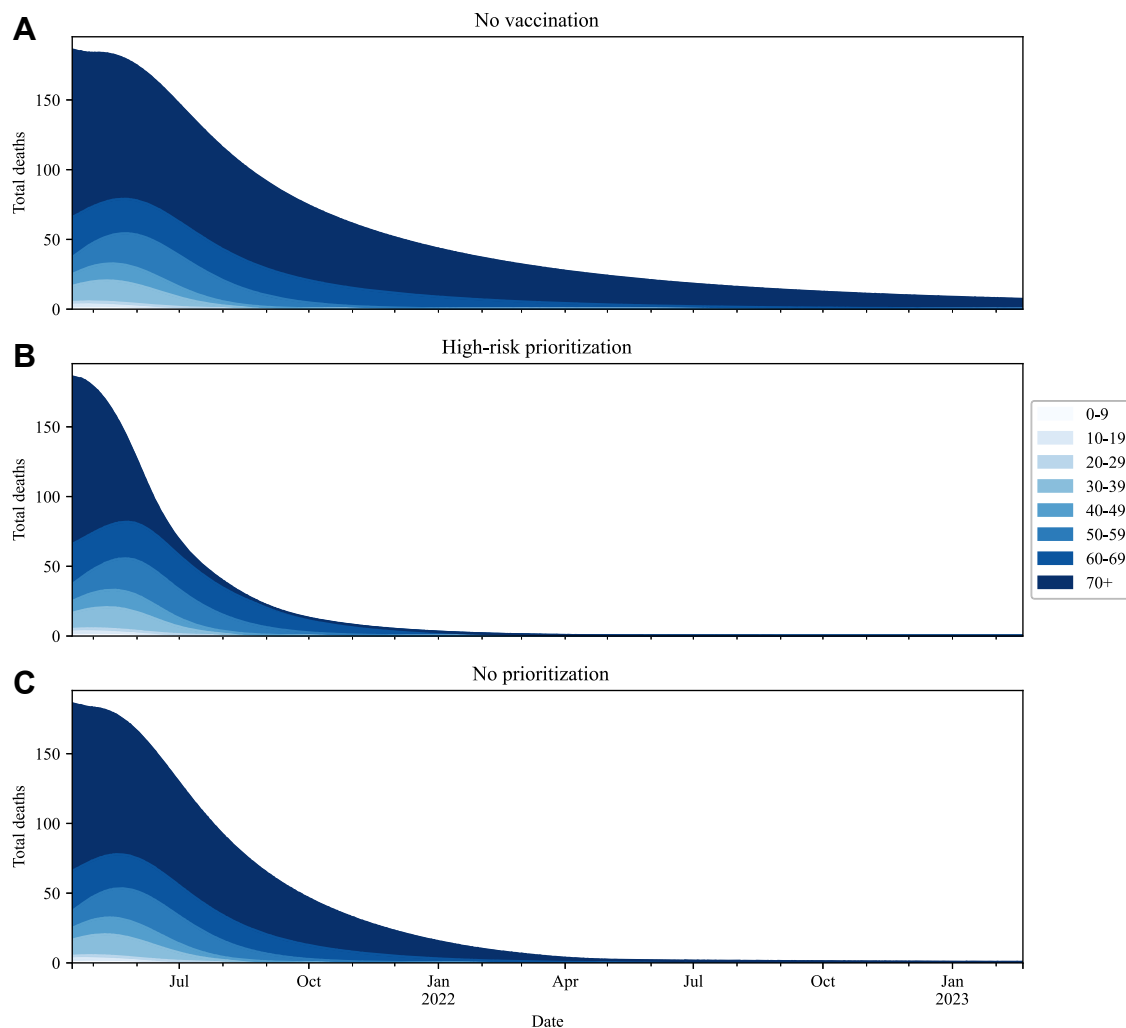 A
No vaccination
Total deaths
150
100
50
0
B
High-risk prioritization
Total deaths
150
100
50
0
0-9
10-19
20-29
30-39
40-49
50-59
60-69
70+
C
No prioritization
Total deaths
150
100
50
0
Jul
Oct
Jan
2022
Apr
Jul
Oct
Jan
2023
Date